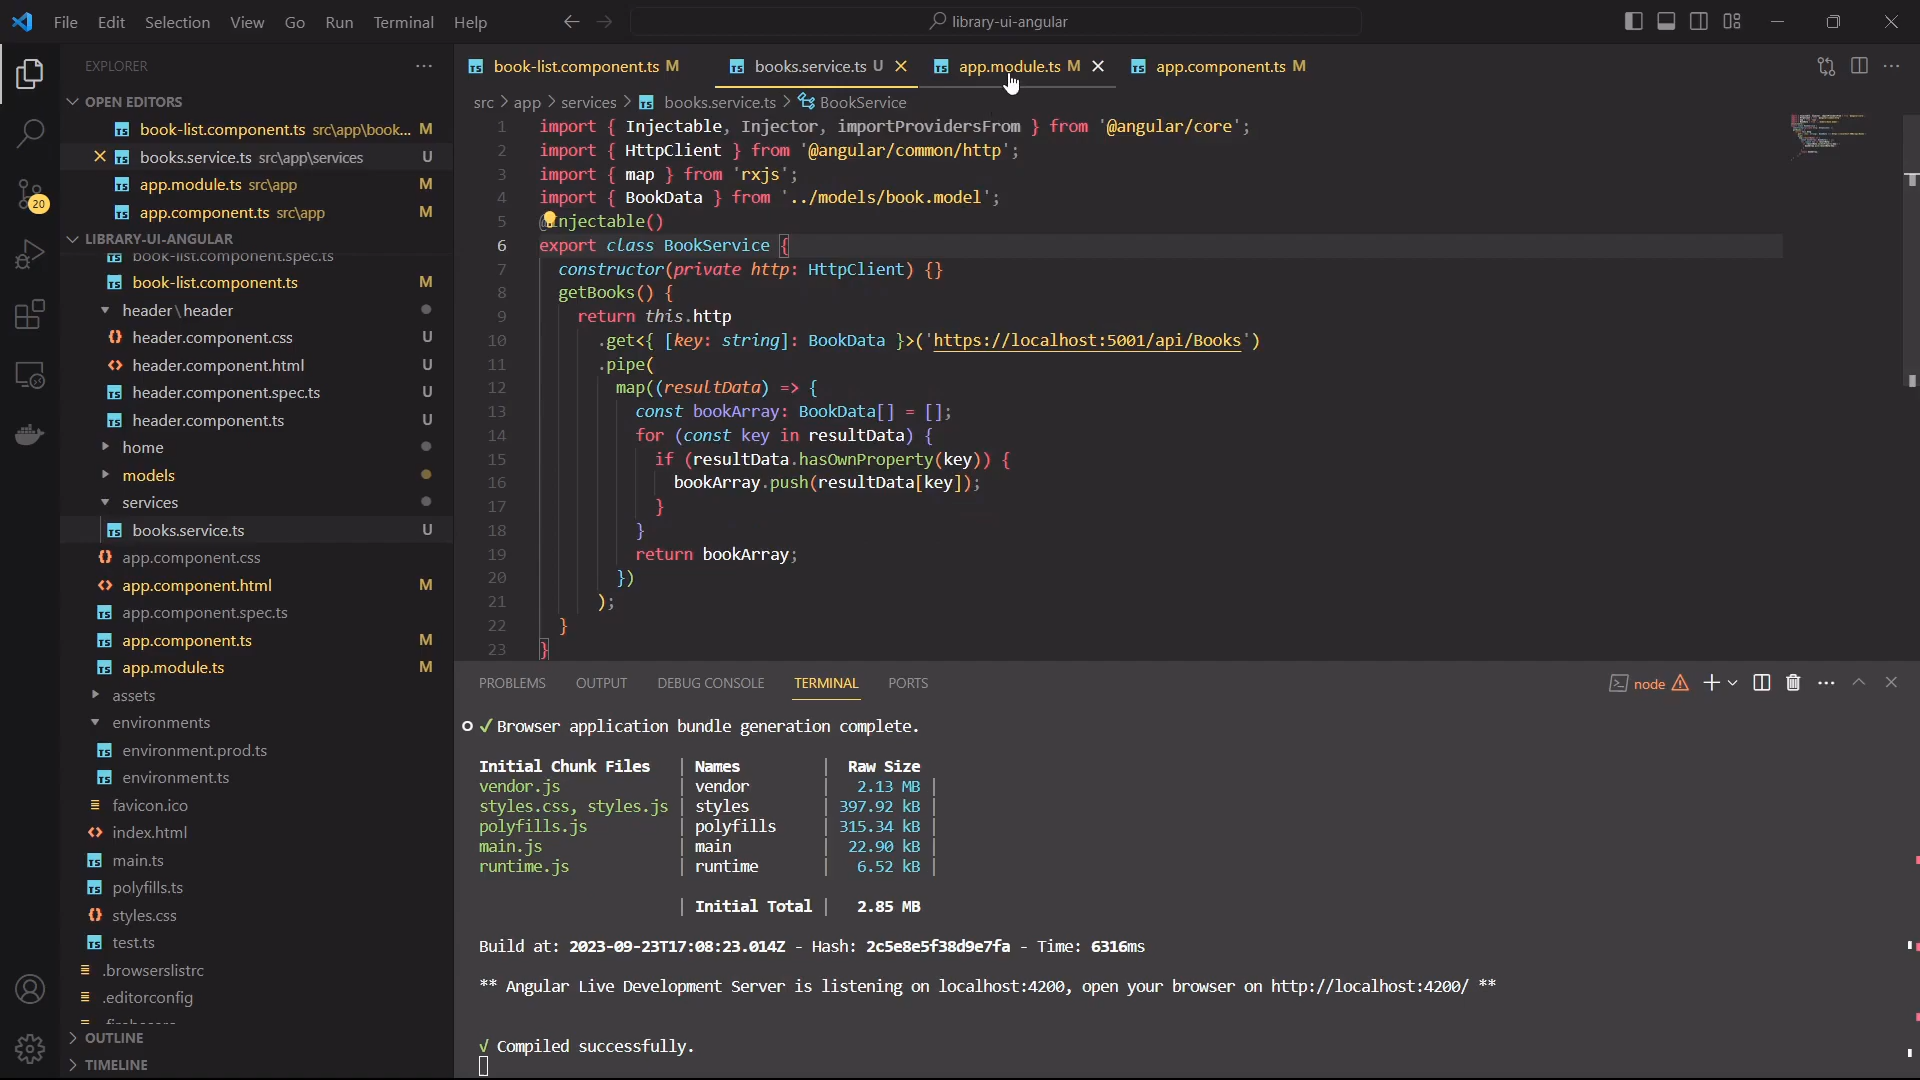 File Edit Selection View Go Run Terminal Help
library-ui-angular
EXPLORER
OPEN EDITORS
book-list.component.ts src\app\book... M
books.service.ts src\app\services U
app.module.ts src\app M
app.component.ts src\app M
LIBRARY-UI-ANGULAR
book-list.component.spec.ts
book-list.component.ts M
header\header
header.component.css U
header.component.html U
header.component.spec.ts U
header.component.ts U
home
models
services
books.service.ts U
app.component.css
app.component.html M
app.component.spec.ts
app.component.ts M
app.module.ts M
assets
environments
environment.prod.ts
environment.ts
favicon.ico
index.html
main.ts
polyfills.ts
styles.css
test.ts
.browserslistrc
.editorconfig
OUTLINE
TIMELINE
20
book-list.component.ts M
books.service.ts U
app.module.ts M
app.component.ts M
src > app > services > books.service.ts > BookService
1 import { Injectable, Injector, importProvidersFrom } from '@angular/core';
2 import { HttpClient } from '@angular/common/http';
3 import { map } from 'rxjs';
4 import { BookData } from '../models/book.model';
5 @Injectable()
6 export class BookService {
7 constructor(private http: HttpClient) {}
8 getBooks() {
9 return this.http
10 .get<{ [key: string]: BookData }>('https://localhost:5001/api/Books')
11 .pipe(
12 map((resultData) => {
13 const bookArray: BookData[] = [];
14 for (const key in resultData) {
15 if (resultData.hasOwnProperty(key)) {
16 bookArray.push(resultData[key]);
17 }
18 }
19 return bookArray;
20 })
21 );
22 }
23 }
PROBLEMS OUTPUT DEBUG CONSOLE TERMINAL PORTS
node
√ Browser application bundle generation complete.
Initial Chunk Files | Names | Raw Size
vendor.js | vendor | 2.13 MB |
styles.css, styles.js | styles | 397.92 kB |
polyfills.js | polyfills | 315.34 kB |
main.js | main | 22.90 kB |
runtime.js | runtime | 6.52 kB |
| Initial Total | 2.85 MB
Build at: 2023-09-23T17:08:23.014Z - Hash: 2c5e8e5f38d9e7fa - Time: 6316ms
** Angular Live Development Server is listening on localhost:4200, open your browser on http://localhost:4200/ **
√ Compiled successfully.